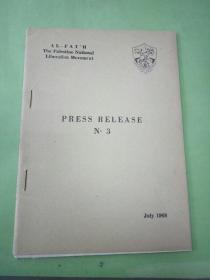 AL-FAT'H
The Palestine National
Liberation Movement
PRESS RELEASE
N· 3
July 1968